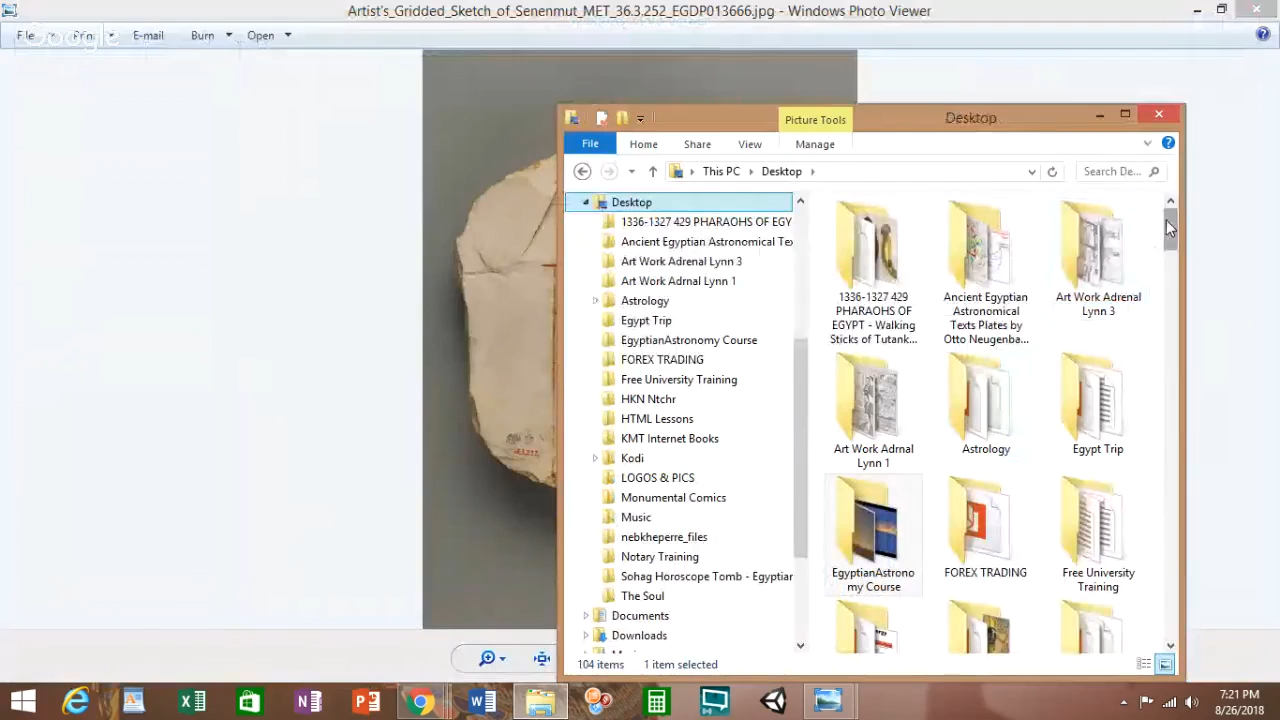 Artist's_Gridded_Sketch_of_Senenmut_MET_36.3.252_EGDP013666.jpg - Windows Photo Viewer
Google
E-mail Burn Open
Picture Tools Desktop
File Home Share View Manage
This PC Desktop Search De...
Desktop
1336-1327 429 PHARAOHS OF EGY
Ancient Egyptian Astronomical Te
Art Work Adrenal Lynn 3
Art Work Adrnal Lynn 1
Astrology
Egypt Trip
EgyptianAstronomy Course
FOREX TRADING
Free University Training
HKN Ntchr
HTML Lessons
KMT Internet Books
Kodi
LOGOS & PICS
Monumental Comics
Music
nebkheperre_files
Notary Training
Sohag Horoscope Tomb - Egyptiar
The Soul
Documents
Downloads
1336-1327 429
PHARAOHS OF
EGYPT - Walking
Sticks of Tutank...
Ancient Egyptian
Astronomical
Texts Plates by
Otto Neugenba...
Art Work Adrenal
Lynn 3
Art Work Adrnal
Lynn 1
Astrology
Egypt Trip
EgyptianAstrono
my Course
FOREX TRADING
Free University
Training
104 items 1 item selected
7:21 PM
8/26/2018